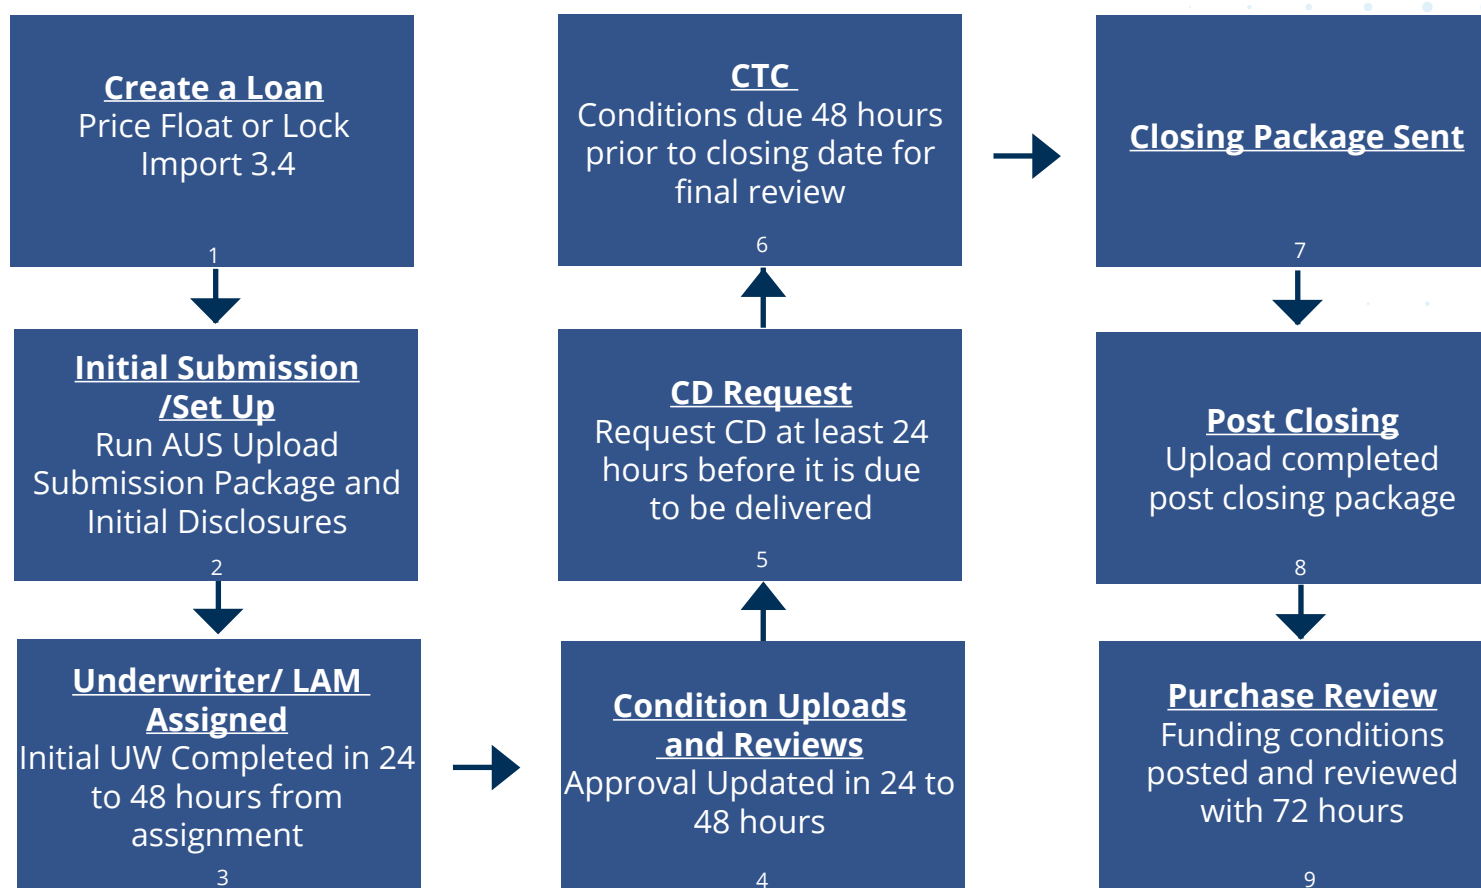 Create a Loan
Price Float or Lock
Import 3.4
1
Initial Submission
/Set Up
Run AUS Upload
Submission Package and
Initial Disclosures
2
Underwriter/ LAM
Assigned
Initial UW Completed in 24
to 48 hours from
assignment
3
Condition Uploads
and Reviews
Approval Updated in 24 to
48 hours
4
CD Request
Request CD at least 24
hours before it is due
to be delivered
5
CTC
Conditions due 48 hours
prior to closing date for
final review
6
Closing Package Sent
7
Post Closing
Upload completed
post closing package
8
Purchase Review
Funding conditions
posted and reviewed
with 72 hours
9